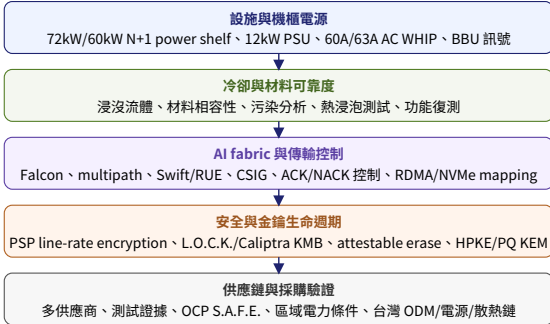 設施與機櫃電源
72kW/60kW N+1 power shelf、12kW PSU、60A/63A AC WHIP、BBU 訊號
冷卻與材料可靠度
浸沒流體、材料相容性、污染分析、熱浸泡測試、功能復測
AI fabric 與傳輸控制
Falcon、multipath、Swift/RUE、CSIG、ACK/NACK 控制、RDMA/NVMe mapping
安全與金鑰生命週期
PSP line-rate encryption、L.O.C.K./Caliptra KMB、attestable erase、HPKE/PQ KEM
供應鏈與採購驗證
多供應商、測試證據、OCP S.A.F.E.、區域電力條件、台灣 ODM/電源/散熱鏈